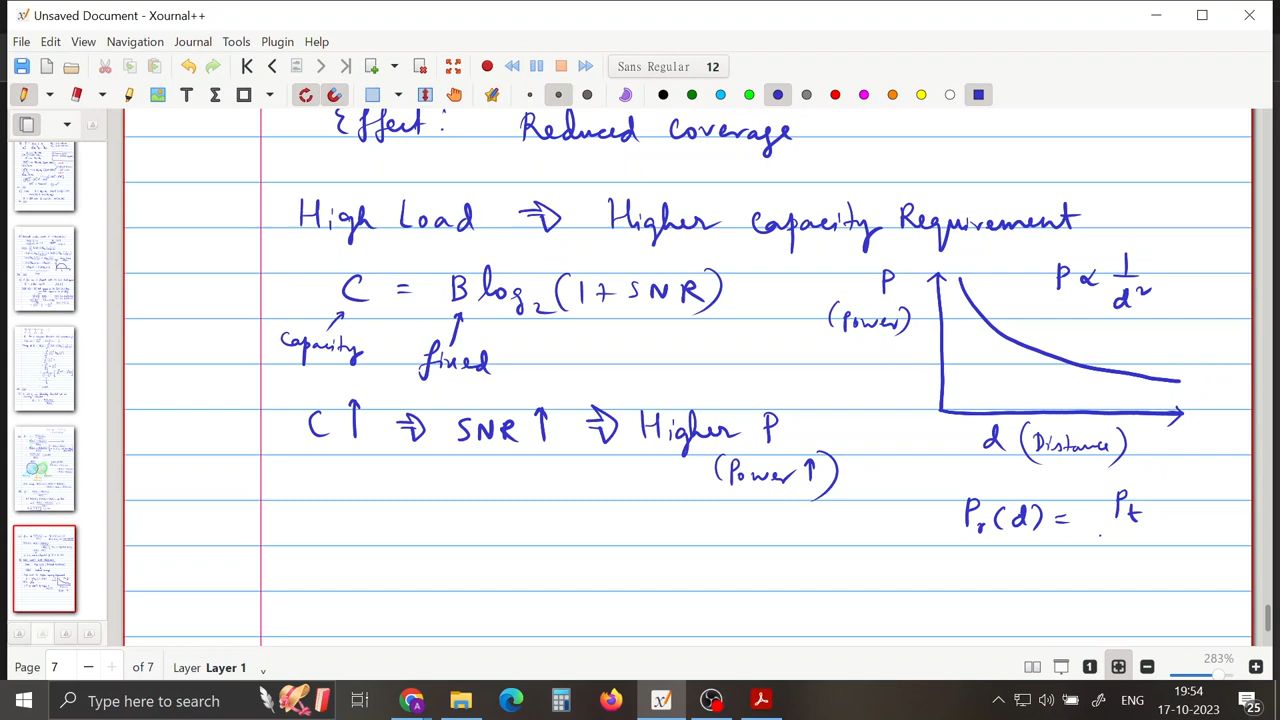 Unsaved Document - Xournal++
File Edit View Navigation Journal Tools Plugin Help
Sans Regular 12
Effect: Reduced coverage
High Load ⇒ Higher capacity Requirement
C = B log₂ (1 + SNR)
capacity fixed
P
(Power)
P ∝ 1/d²
d (Distance)
C ↑ ⇒ SNR ↑ ⇒ Higher P
(Power ↑)
Pr(d) = Pt
Page 7 of 7 Layer Layer 1
283%
Type here to search
ENG
19:54
17-10-2023
25